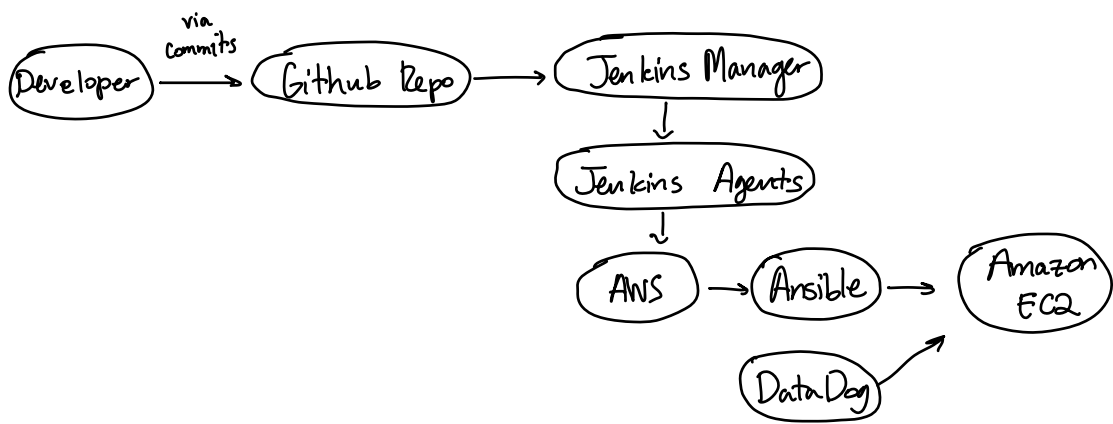 via
commits
Developer
Github Repo
Jenkins Manager
Jenkins Agents
AWS
Ansible
Amazon
EC2
DataDog